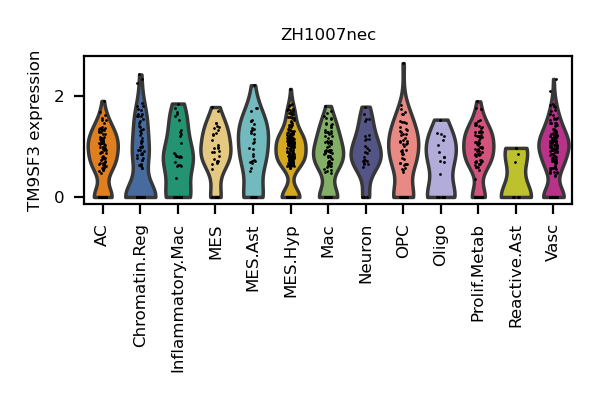 ZH1007nec
TM9SF3 expression
2
0
AC
Chromatin.Reg
Inflammatory.Mac
MES
MES.Ast
MES.Hyp
Mac
Neuron
OPC
Oligo
Prolif.Metab
Reactive.Ast
Vasc